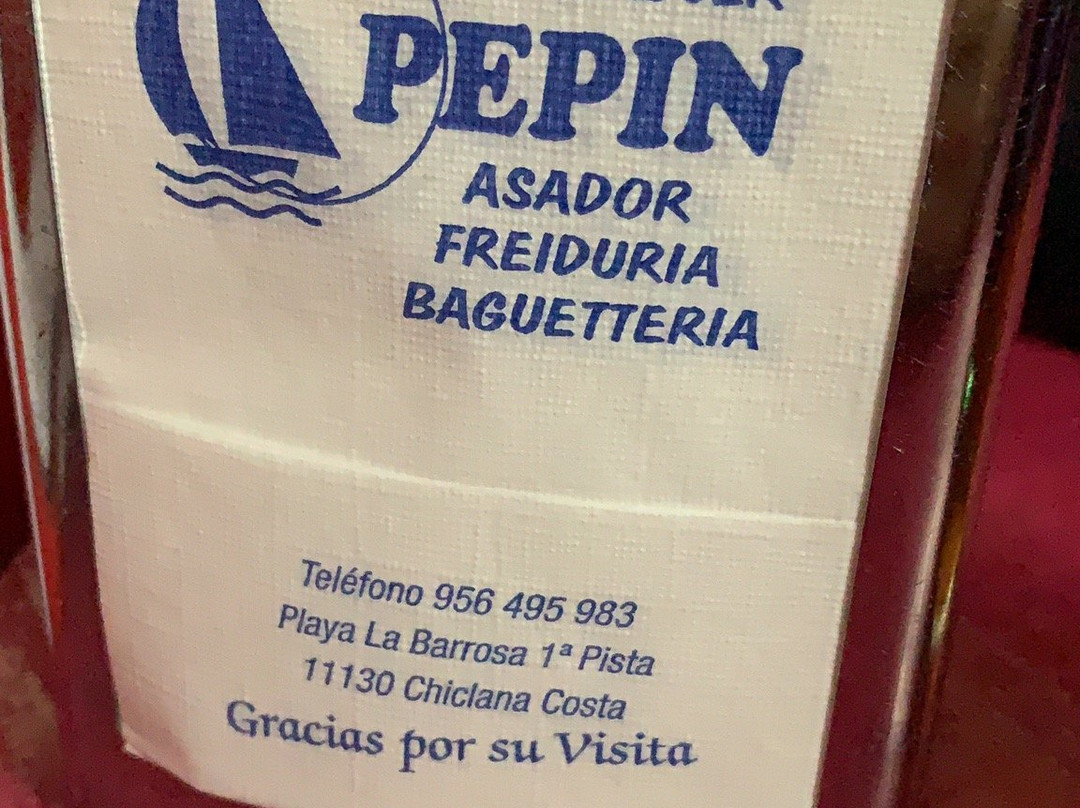 PEPIN
ASADOR
FREIDURIA
BAGUETTERIA
Teléfono 956 495 983
Playa La Barrosa 1ª Pista
11130 Chiclana Costa
Gracias por su Visita